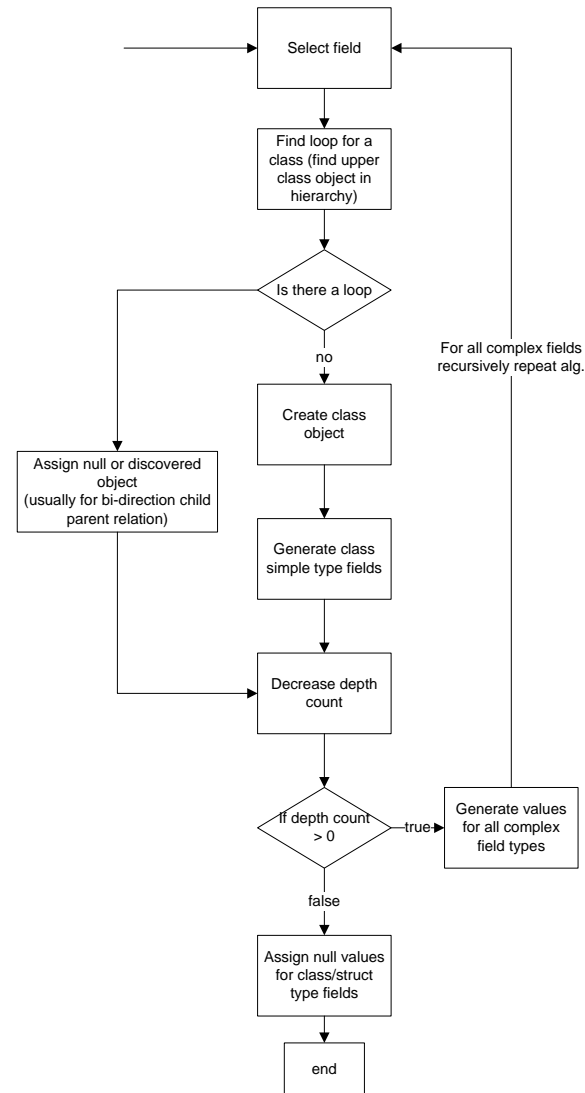 Select field
Find loop for a
class (find upper
class object in
hierarchy)
Is there a loop
no
For all complex fields
recursively repeat alg.
Create class
object
Assign null or discovered
object
(usually for bi-direction child
parent relation)
Generate class
simple type fields
Decrease depth
count
If depth count
> 0
true
Generate values
for all complex
field types
false
Assign null values
for class/struct
type fields
end